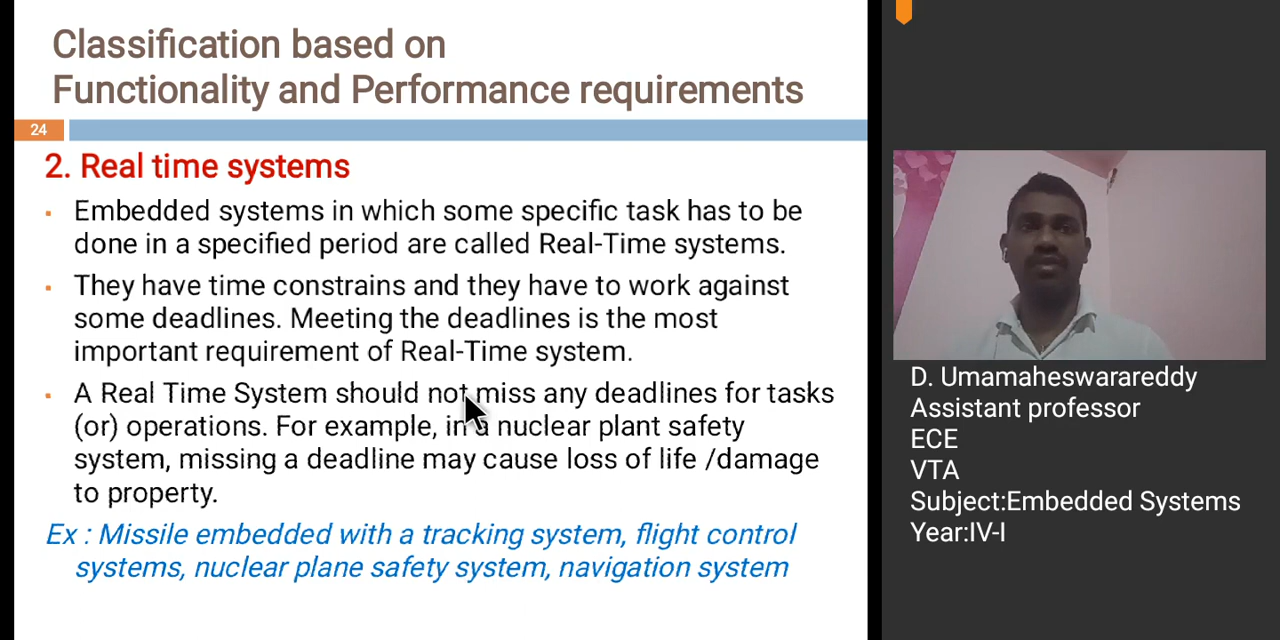 Classification based on
Functionality and Performance requirements
24
2. Real time systems
▪ Embedded systems in which some specific task has to be
done in a specified period are called Real-Time systems.
▪ They have time constrains and they have to work against
some deadlines. Meeting the deadlines is the most
important requirement of Real-Time system.
▪ A Real Time System should not miss any deadlines for tasks
(or) operations. For example, in a nuclear plant safety
system, missing a deadline may cause loss of life /damage
to property.
Ex : Missile embedded with a tracking system, flight control
systems, nuclear plane safety system, navigation system
D. Umamaheswarareddy
Assistant professor
ECE
VTA
Subject:Embedded Systems
Year:IV-I